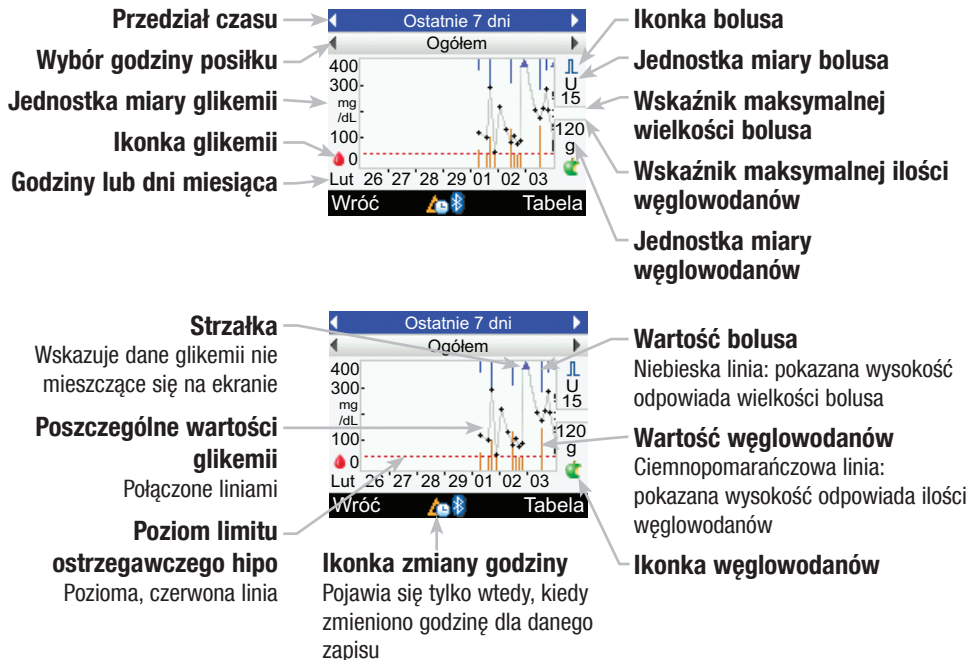 Przedział czasu
Wybór godziny posiłku
Jednostka miary glikemii
Ikonka glikemii
Godziny lub dni miesiąca
Ostatnie 7 dni
Ogółem
400
300
mg
/dL
100
0
Lut 26 27 28 29 01 02 03
U
15
120
g
Wróć Tabela
Ikonka bolusa
Jednostka miary bolusa
Wskaźnik maksymalnej
wielkości bolusa
Wskaźnik maksymalnej ilości
węglowodanów
Jednostka miary
węglowodanów
Strzałka
Wskazuje dane glikemii nie
mieszczące się na ekranie
Poszczególne wartości
glikemii
Połączone liniami
Poziom limitu
ostrzegawczego hipo
Pozioma, czerwona linia
Ostatnie 7 dni
Ogółem
400
300
mg
/dL
100
0
Lut 26 27 28 29 01 02 03
U
15
120
g
Wróć Tabela
Ikonka zmiany godziny
Pojawia się tylko wtedy, kiedy
zmieniono godzinę dla danego
zapisu
Wartość bolusa
Niebieska linia: pokazana wysokość
odpowiada wielkości bolusa
Wartość węglowodanów
Ciemnopomarańczowa linia:
pokazana wysokość odpowiada ilości
węglowodanów
Ikonka węglowodanów